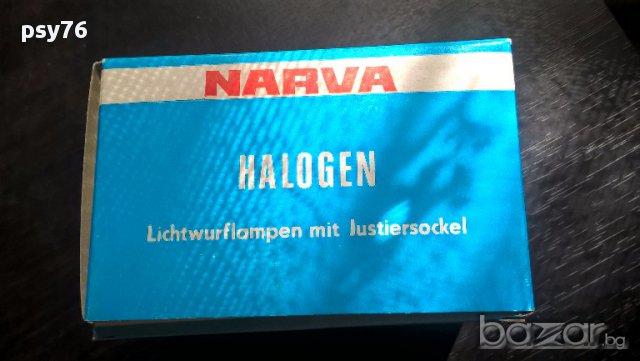 psy76
NARVA
HALOGEN
Lichtwurflampen mit Justiersockel
bazar.bg